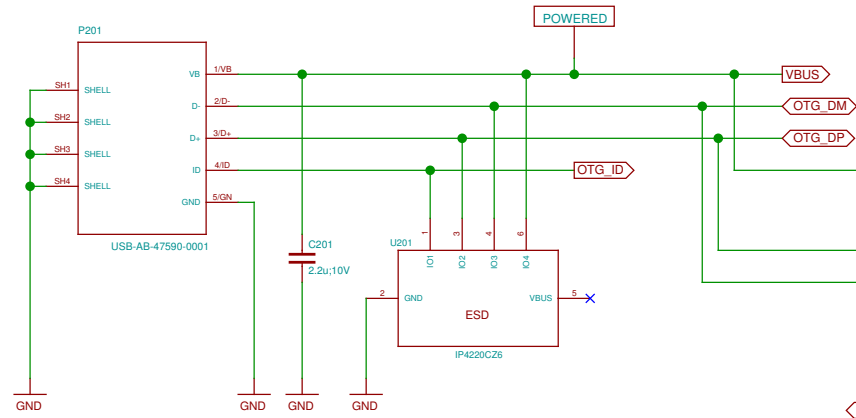 POWERED
P201
VB 1/VB
VBUS
SH1 SHELL
D- 2/D-
OTG_DM
SH2 SHELL
D+ 3/D+
OTG_DP
SH3 SHELL
ID 4/ID
OTG_ID
SH4 SHELL
GND 5/GN
USB-AB-47590-0001
C201
2.2u;10V
U201
1 3 4 6
IO1 IO2 IO3 IO4
2 GND
VBUS 5
ESD
IP4220CZ6
GND GND GND GND